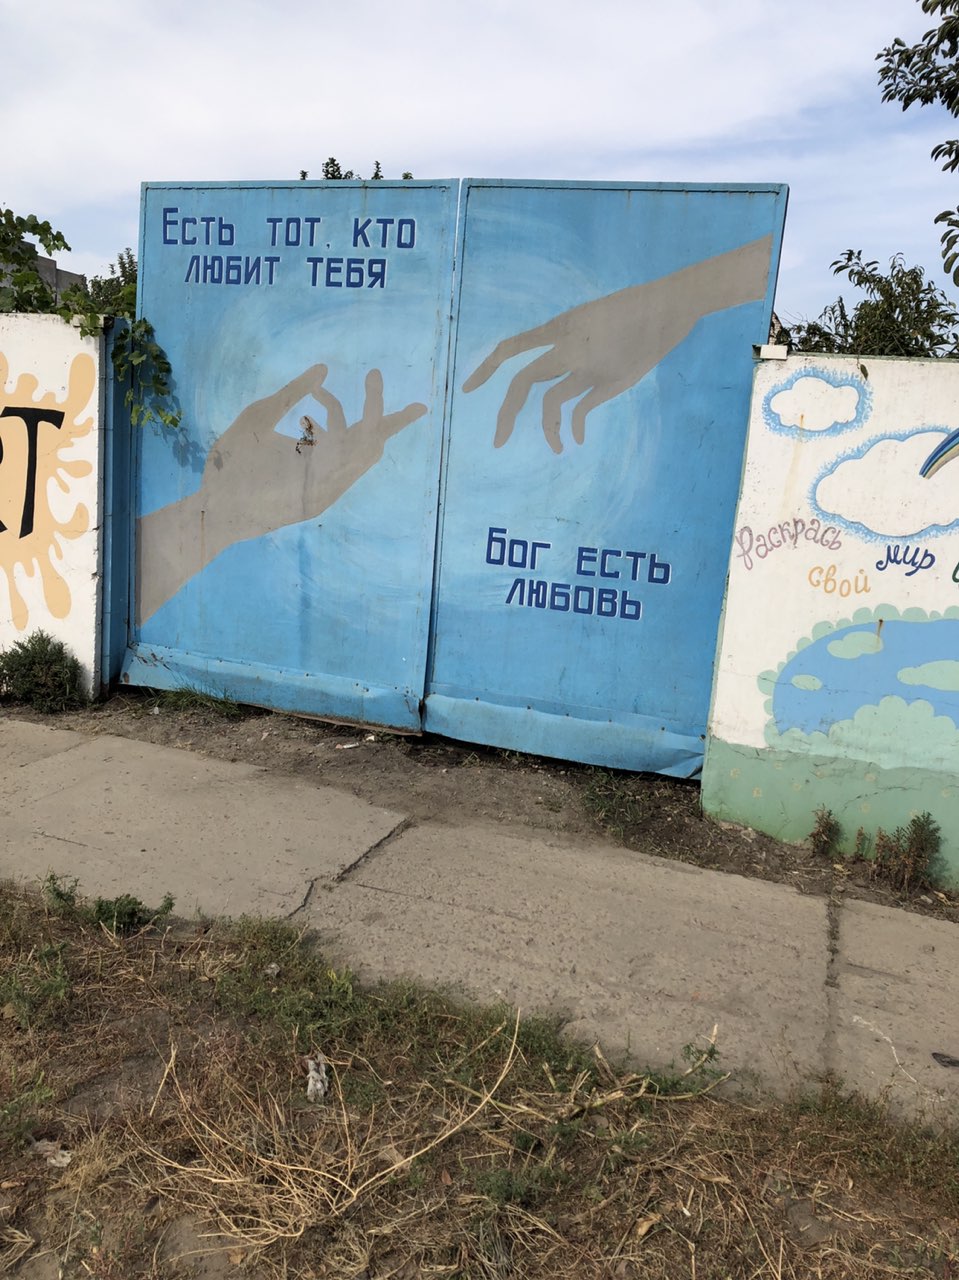 Есть тот, кто
любит тебя
Бог есть
любовь
Раскрась
свой мир